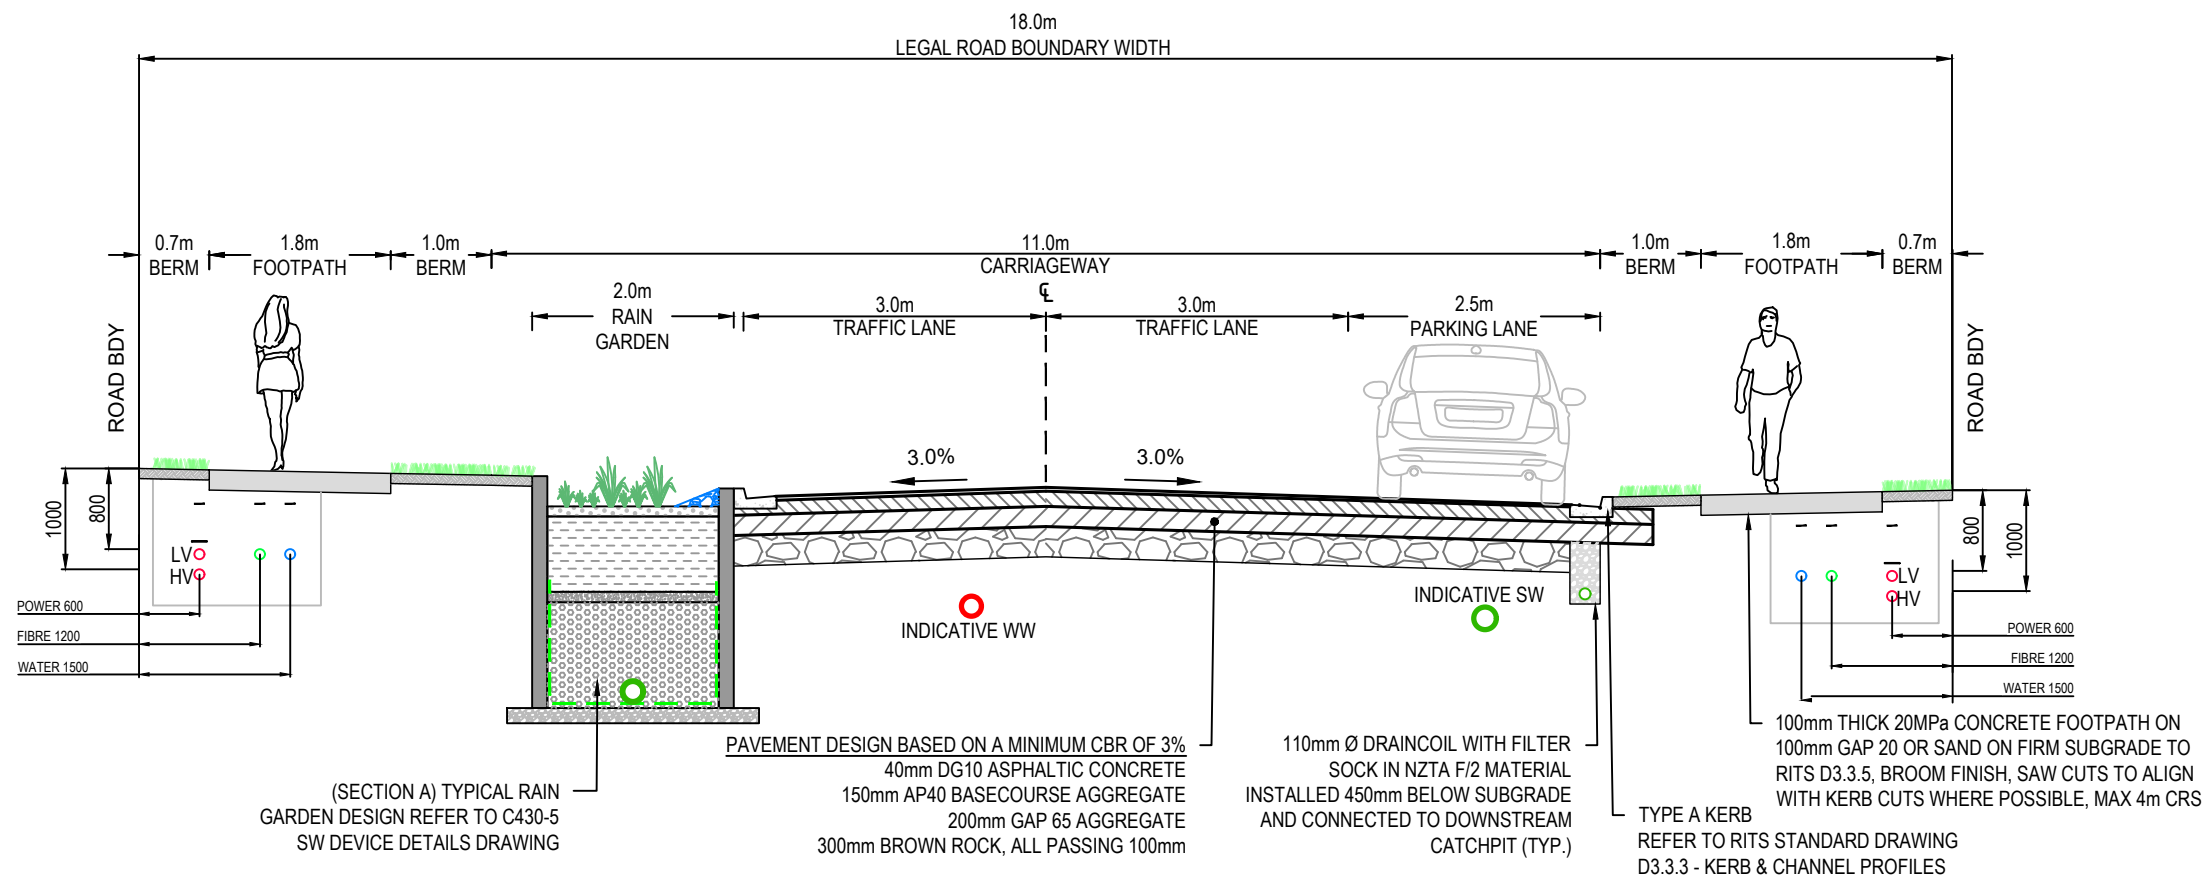 18.0m
LEGAL ROAD BOUNDARY WIDTH
0.7m
BERM
1.8m
FOOTPATH
1.0m
BERM
11.0m
CARRIAGEWAY
1.0m
BERM
1.8m
FOOTPATH
0.7m
BERM
2.0m
RAIN
GARDEN
3.0m
TRAFFIC LANE
℄
3.0m
TRAFFIC LANE
2.5m
PARKING LANE
ROAD BDY
ROAD BDY
3.0%
3.0%
1000
800
LV
HV
POWER 600
FIBRE 1200
WATER 1500
INDICATIVE WW
INDICATIVE SW
800
1000
LV
HV
POWER 600
FIBRE 1200
WATER 1500
(SECTION A) TYPICAL RAIN
GARDEN DESIGN REFER TO C430-5
SW DEVICE DETAILS DRAWING
PAVEMENT DESIGN BASED ON A MINIMUM CBR OF 3%
40mm DG10 ASPHALTIC CONCRETE
150mm AP40 BASECOURSE AGGREGATE
200mm GAP 65 AGGREGATE
300mm BROWN ROCK, ALL PASSING 100mm
110mm Ø DRAINCOIL WITH FILTER
SOCK IN NZTA F/2 MATERIAL
INSTALLED 450mm BELOW SUBGRADE
AND CONNECTED TO DOWNSTREAM
CATCHPIT (TYP.)
TYPE A KERB
REFER TO RITS STANDARD DRAWING
D3.3.3 - KERB & CHANNEL PROFILES
100mm THICK 20MPa CONCRETE FOOTPATH ON
100mm GAP 20 OR SAND ON FIRM SUBGRADE TO
RITS D3.3.5, BROOM FINISH, SAW CUTS TO ALIGN
WITH KERB CUTS WHERE POSSIBLE, MAX 4m CRS